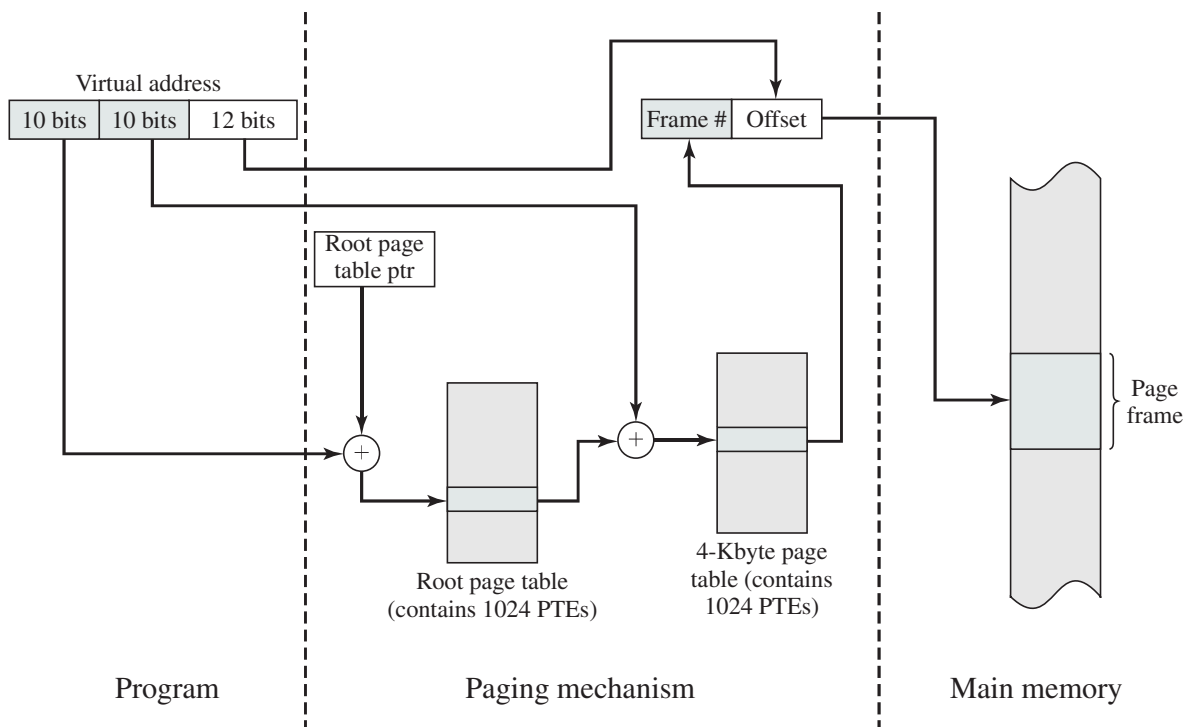 Virtual address
10 bits
10 bits
12 bits
Frame #
Offset
Root page
table ptr
+
+
Page
frame
Root page table
(contains 1024 PTEs)
4-Kbyte page
table (contains
1024 PTEs)
Program
Paging mechanism
Main memory